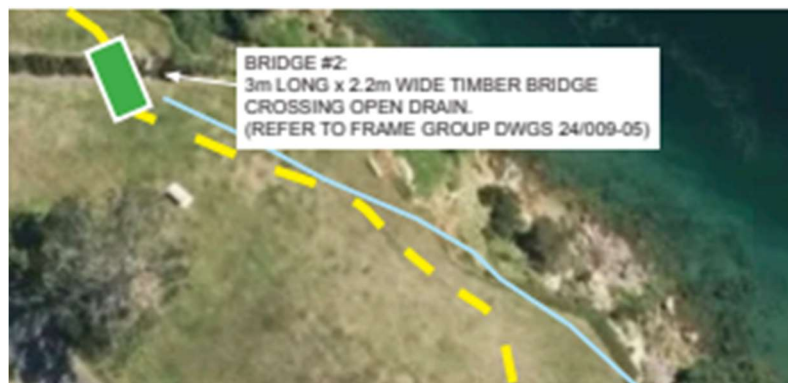 BRIDGE #2:
3m LONG x 2.2m WIDE TIMBER BRIDGE
CROSSING OPEN DRAIN.
(REFER TO FRAME GROUP DWGS 24/009-05)